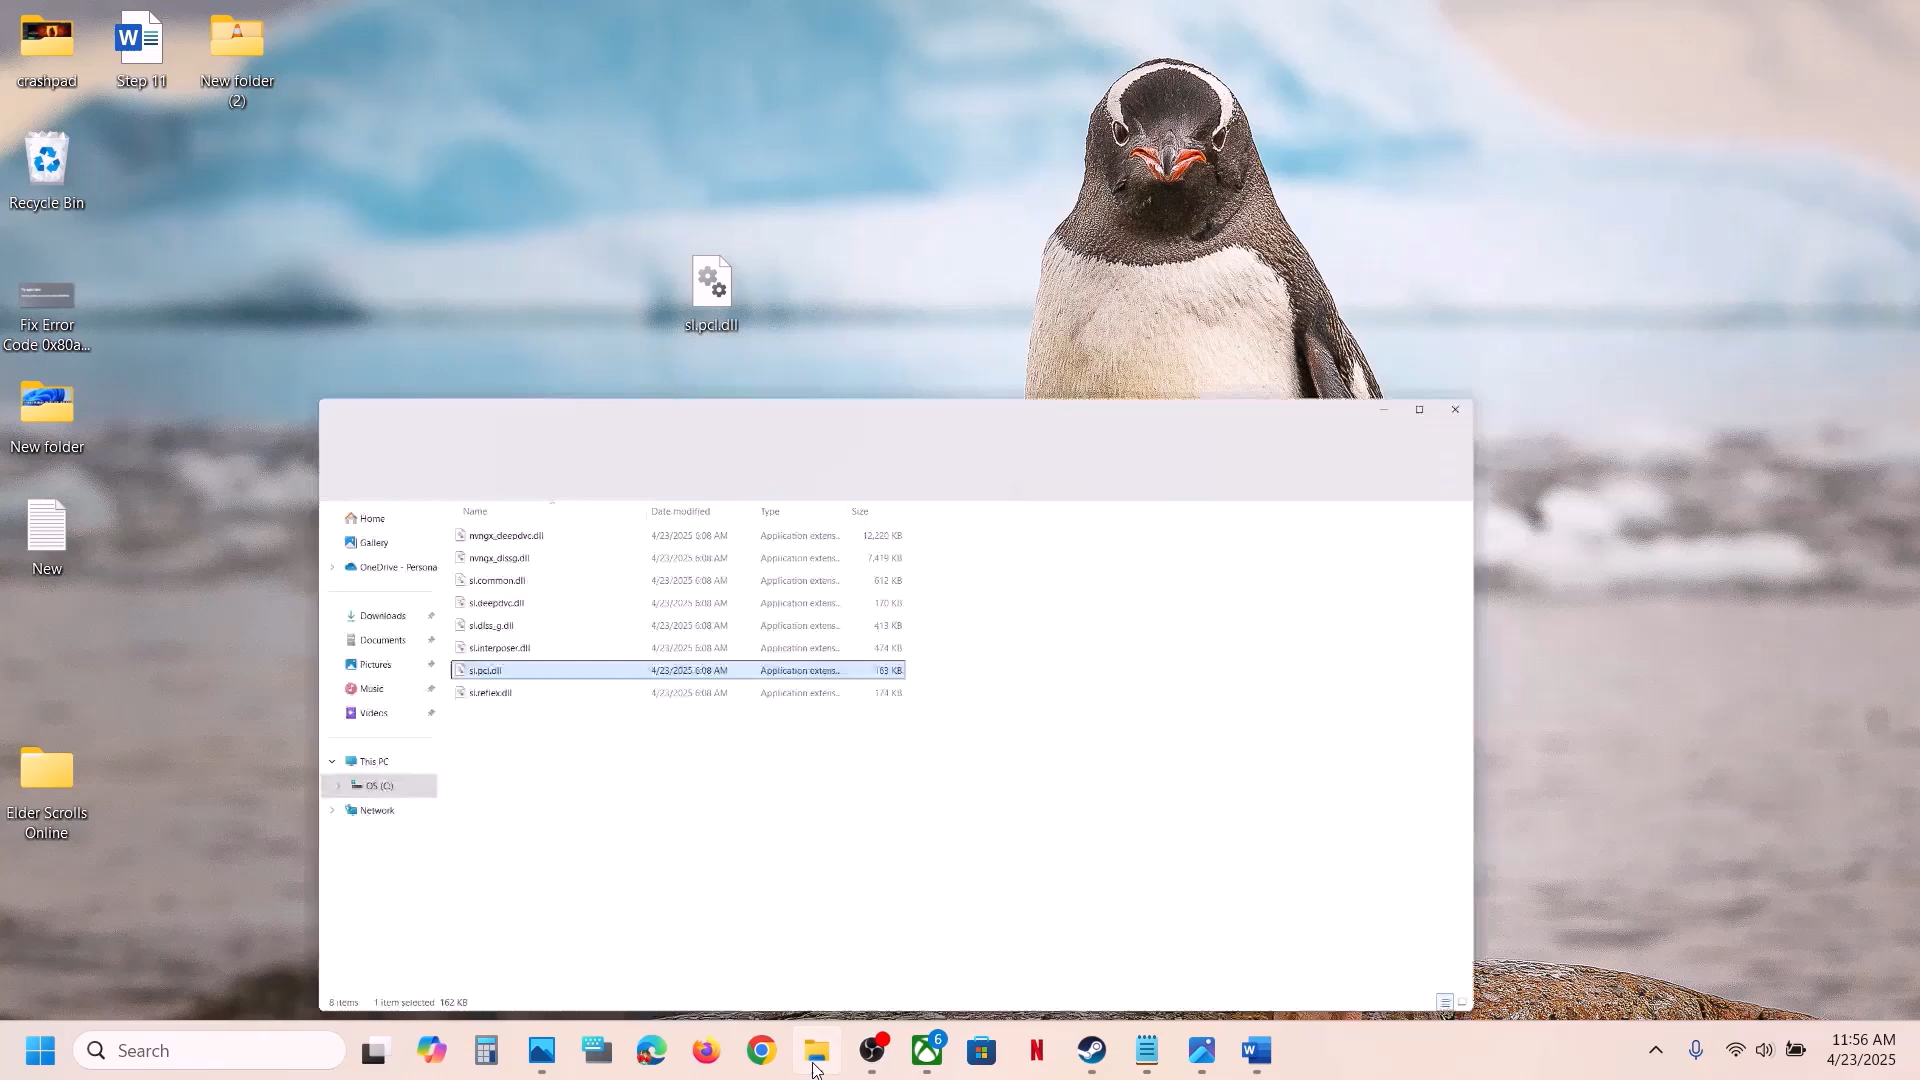 crashpad
Step 11
New folder
(2)
Recycle Bin
Fix Error
Code 0x80a...
New folder
New
Elder Scrolls
Online
sl.pcl.dll
Home
Gallery
OneDrive - Persona
Downloads
Documents
Pictures
Music
Videos
This PC
OS (C:)
Network
Name Date modified Type Size
nvngx_deepdvc.dll 4/23/2025 6:08 AM Application extens... 12,220 KB
nvngx_dlssg.dll 4/23/2025 6:08 AM Application extens... 7,419 KB
sl.common.dll 4/23/2025 6:08 AM Application extens... 612 KB
sl.deepdvc.dll 4/23/2025 6:08 AM Application extens... 170 KB
sl.dlss_g.dll 4/23/2025 6:08 AM Application extens... 413 KB
sl.interposer.dll 4/23/2025 6:08 AM Application extens... 474 KB
sl.pcl.dll 4/23/2025 6:08 AM Application extens... 163 KB
sl.reflex.dll 4/23/2025 6:08 AM Application extens... 174 KB
8 items 1 item selected 162 KB
Search
6
11:56 AM
4/23/2025